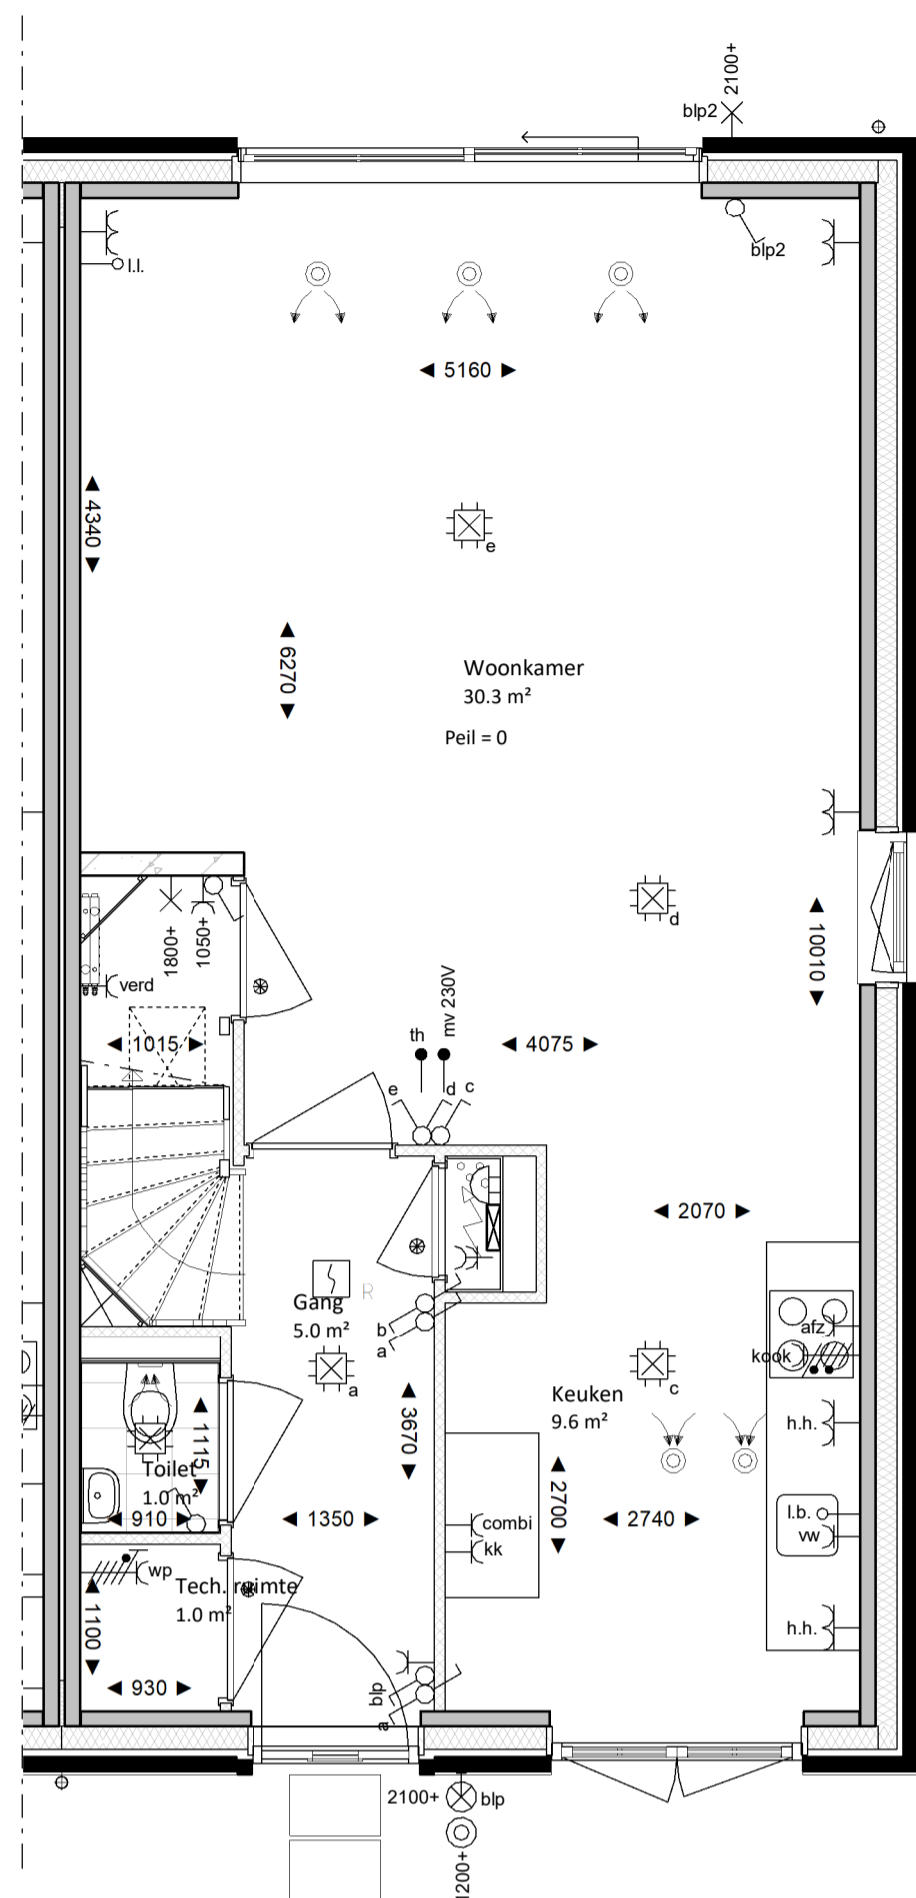 2100+
blp2
blp2
l.l.
◄ 5160 ►
◄ 4340 ►
e
◄ 6270 ►
Woonkamer
30.3 m²
Peil = 0
d
◄ 10010 ►
1800+
1050+
verd
◄ 1015 ►
th
mv 230V
◄ 4075 ►
e
d
c
◄ 2070 ►
R
Gang
5.0 m²
b
a
a
afz
kook
c
Keuken
9.6 m²
h.h.
◄ 3670 ►
◄ 1115 ►
Toilet
1.0 m²
◄ 910 ►
◄ 1350 ►
◄ 2700 ►
◄ 2740 ►
combi
kk
l.b.
vw
wp
Tech. ruimte
1.0 m²
◄ 1100 ►
h.h.
◄ 930 ►
blp
a
2100+
blp
1200+